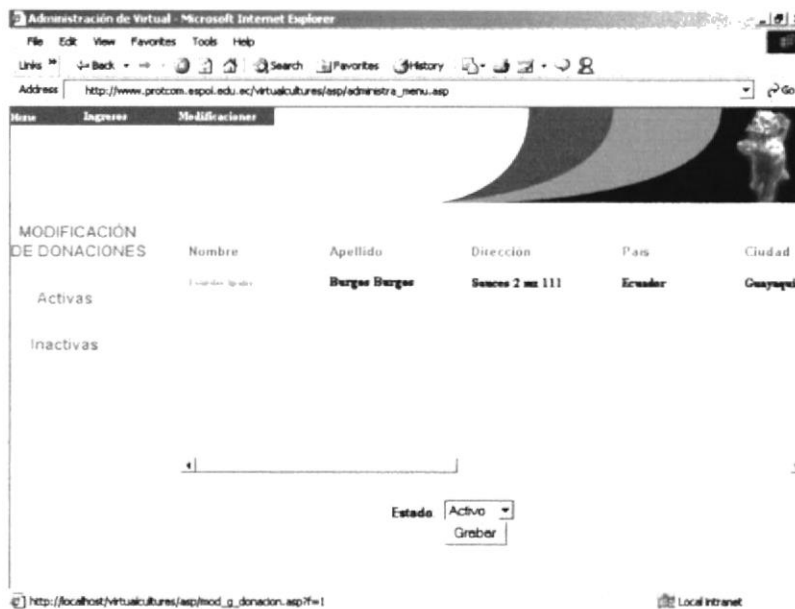 Administración de Virtual - Microsoft Internet Explorer
File Edit View Favorites Tools Help
Links » Back Search Favorites History
Address http://www.protcom.espol.edu.ec/virtualcultures/asp/administra_menu.asp Go
Home Ingresos Modificaciones
MODIFICACIÓN
DE DONACIONES
Nombre Apellido Dirección País Ciudad
Burgos Burgos Sauces 2 mz 111 Ecuador Guayaqui
Activas
Inactivas
Estado Activo
Grabar
http://localhost/virtualcultures/asp/mod_g_donacion.asp?f=1 Local intranet